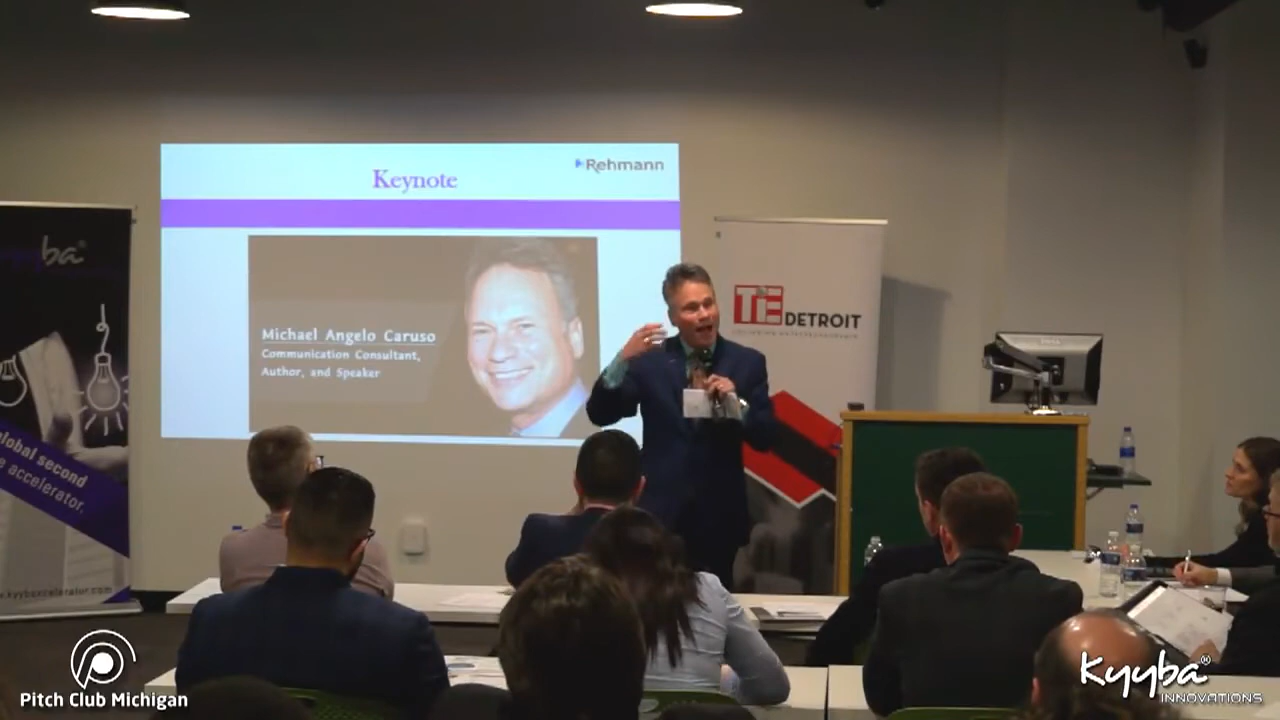 Keynote
Rehmann
Michael Angelo Caruso
Communication Consultant,
Author, and Speaker
ba®
global second
accelerator.
TiE DETROIT
Pitch Club Michigan
Kyyba®
INNOVATIONS